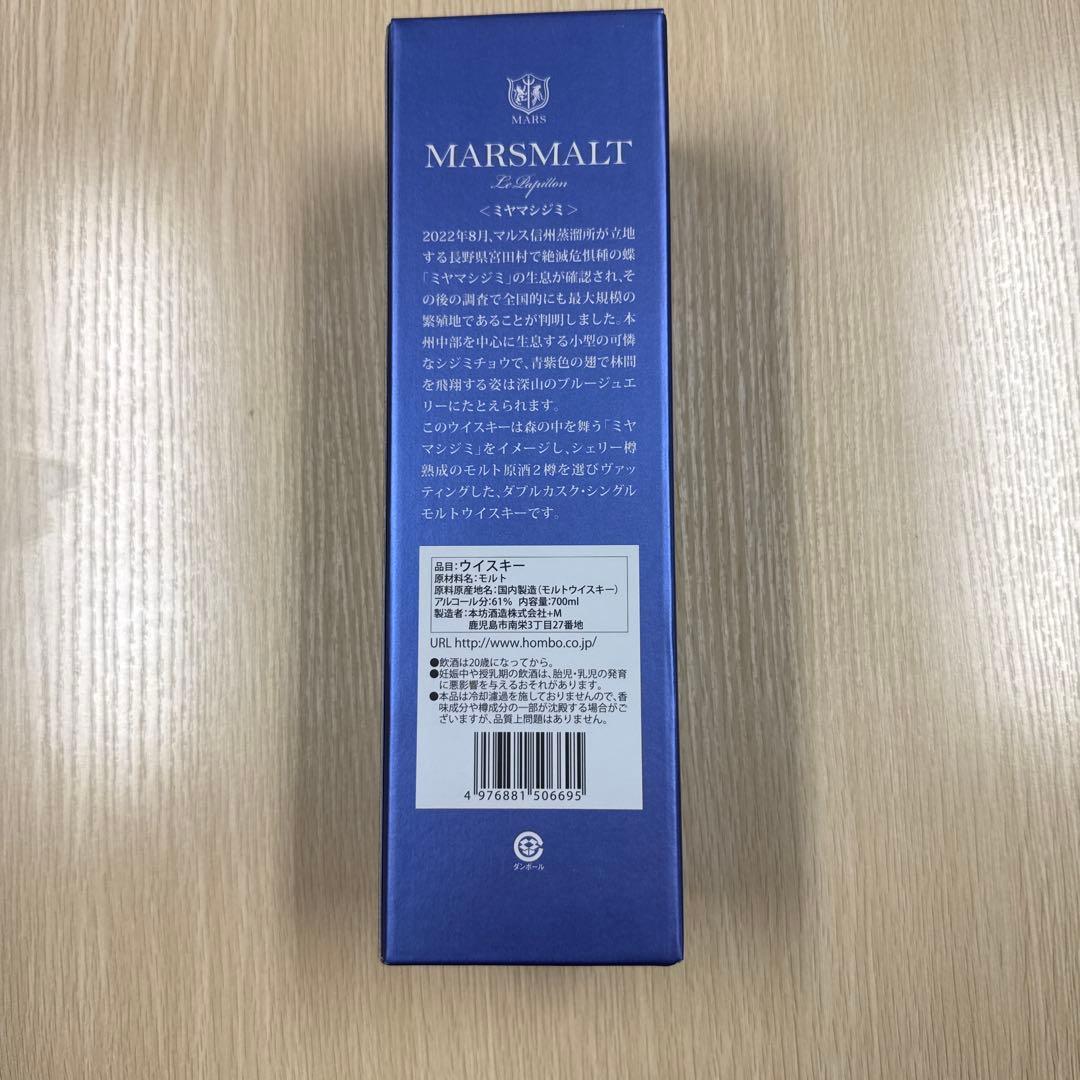 MARS
MARSMALT
Le Papillon
＜ミヤマシジミ＞
2022年8月、マルス信州蒸溜所が立地
する長野県宮田村で絶滅危惧種の蝶
「ミヤマシジミ」の生息が確認され、そ
の後の調査で全国的にも最大規模の
繁殖地であることが判明しました。本
州中部を中心に生息する小型の可憐
なシジミチョウで、青紫色の翅で林間
を飛翔する姿は深山のブルージュエ
リーにたとえられます。
このウイスキーは森の中を舞う「ミヤ
マシジミ」をイメージし、シェリー樽
熟成のモルト原酒2樽を選びヴァッ
ティングした、ダブルカスク・シングル
モルトウイスキーです。
品目：ウイスキー
原材料名：モルト
原料原産地名：国内製造（モルトウイスキー）
アルコール分：61% 内容量：700ml
製造者：本坊酒造株式会社+M
鹿児島市南栄3丁目27番地
URL http://www.hombo.co.jp/
●飲酒は20歳になってから。
●妊娠中や授乳期の飲酒は、胎児・乳児の発育
に悪影響を与えるおそれがあります。
●本品は冷却濾過を施しておりませんので、香
味成分や樽成分の一部が沈殿する場合がご
ざいますが、品質上問題はありません。
4 976881 506695
ダンボール